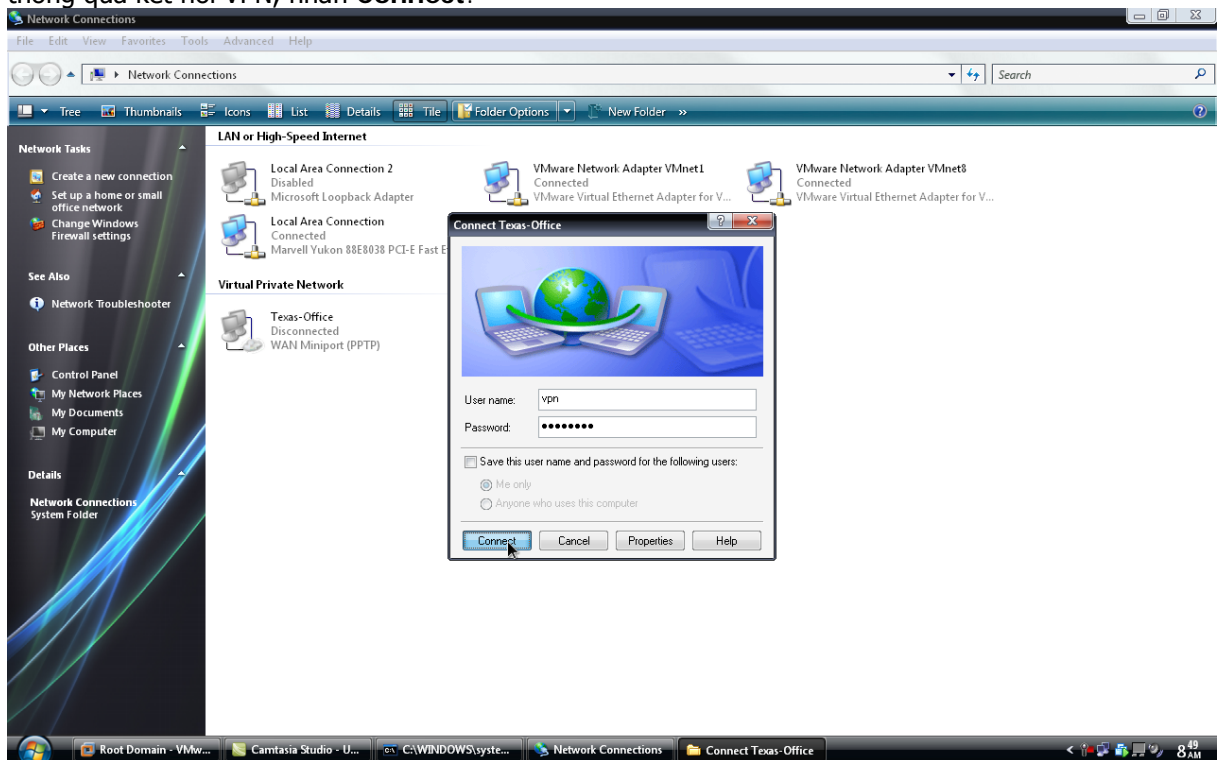 thông qua kết nối VPN, nhấn Connect.
Network Connections
File Edit View Favorites Tools Advanced Help
Network Connections
Search
Tree Thumbnails Icons List Details Tile Folder Options New Folder »
Network Tasks
Create a new connection
Set up a home or small
office network
Change Windows
Firewall settings
See Also
Network Troubleshooter
Other Places
Control Panel
My Network Places
My Documents
My Computer
Details
Network Connections
System Folder
LAN or High-Speed Internet
Local Area Connection 2
Disabled
Microsoft Loopback Adapter
VMware Network Adapter VMnet1
Connected
VMware Virtual Ethernet Adapter for V...
VMware Network Adapter VMnet8
Connected
VMware Virtual Ethernet Adapter for V...
Local Area Connection
Connected
Marvell Yukon 88E8038 PCI-E Fast E
Virtual Private Network
Texas-Office
Disconnected
WAN Miniport (PPTP)
Connect Texas-Office
User name: vpn
Password: ••••••••
Save this user name and password for the following users:
Me only
Anyone who uses this computer
Connect Cancel Properties Help
Root Domain - VMw... Camtasia Studio - U... C:\WINDOWS\syste... Network Connections Connect Texas-Office 8 49 AM